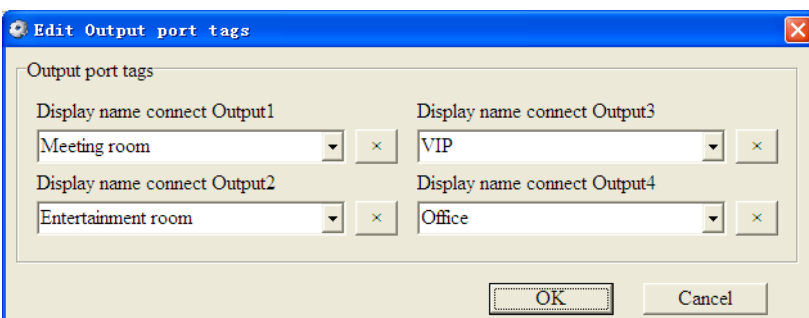 Edit Output port tags
Output port tags
Display name connect Output1
Display name connect Output3
Meeting room
×
VIP
×
Display name connect Output2
Display name connect Output4
Entertainment room
×
Office
×
OK
Cancel